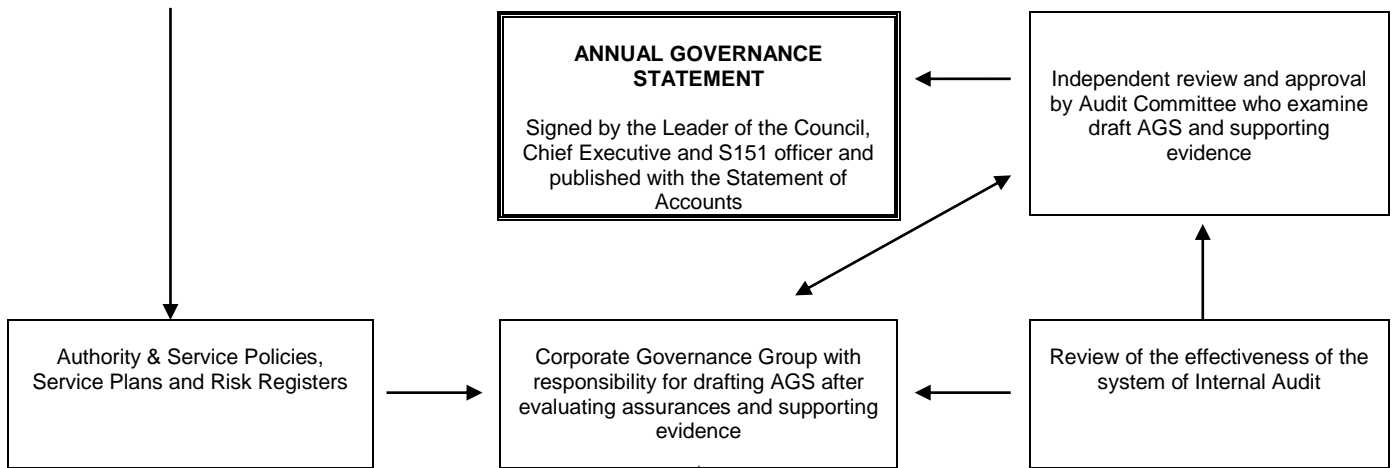 ANNUAL GOVERNANCE
STATEMENT
Signed by the Leader of the Council,
Chief Executive and S151 officer and
published with the Statement of
Accounts
Independent review and approval
by Audit Committee who examine
draft AGS and supporting
evidence
Authority & Service Policies,
Service Plans and Risk Registers
Corporate Governance Group with
responsibility for drafting AGS after
evaluating assurances and supporting
evidence
Review of the effectiveness of the
system of Internal Audit